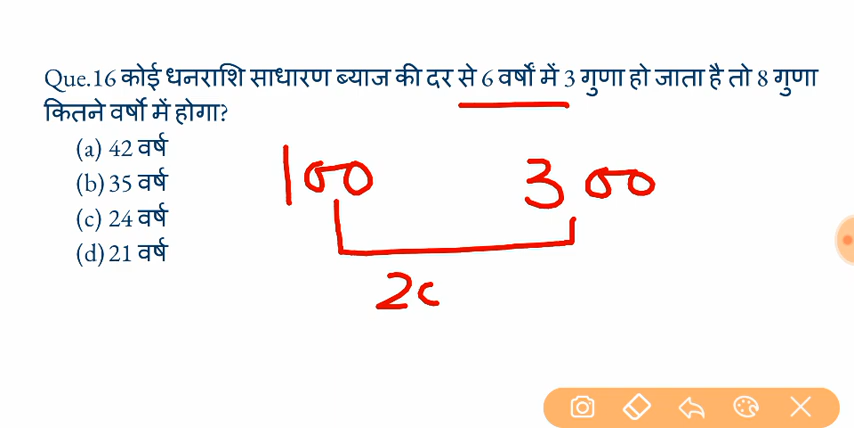 Que.16 कोई धनराशि साधारण ब्याज की दर से 6 वर्षों में 3 गुणा हो जाता है तो 8 गुणा
कितने वर्षो में होगा?
(a) 42 वर्ष
(b) 35 वर्ष
(c) 24 वर्ष
(d) 21 वर्ष
100 300
2c